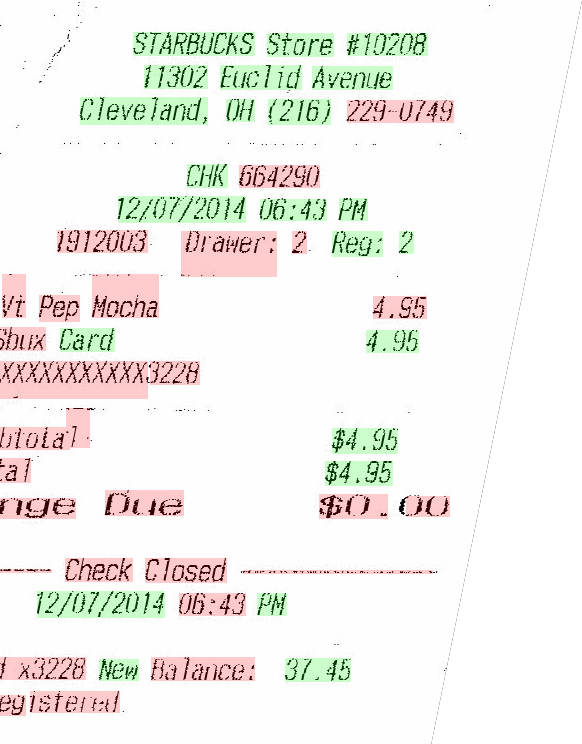 STARBUCKS Store #10208
11302 Euclid Avenue
Cleveland, OH (216) 229-0749
CHK 664290
12/07/2014 06:43 PM
1912003 Drawer: 2 Reg: 2
Vt Pep Mocha 4.95
Sbux Card 4.95
XXXXXXXXXXXX3228
btotal $4.95
tal $4.95
nge Due $0.00
Check Closed
12/07/2014 06:43 PM
d x3228 New Balance: 37.45
egistered